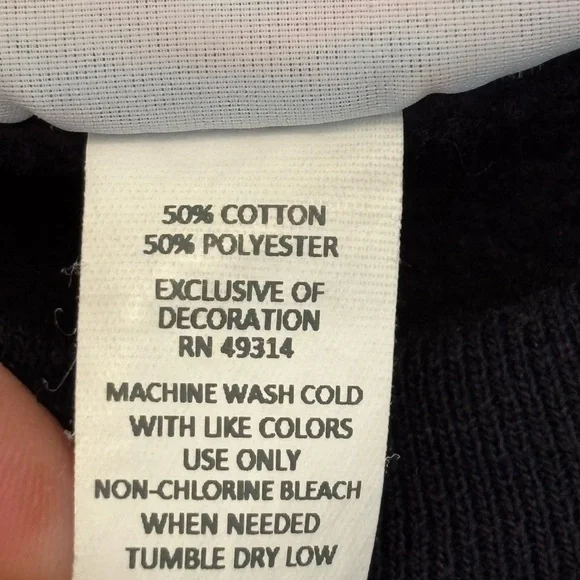 50% COTTON
50% POLYESTER
EXCLUSIVE OF
DECORATION
RN 49314
MACHINE WASH COLD
WITH LIKE COLORS
USE ONLY
NON-CHLORINE BLEACH
WHEN NEEDED
TUMBLE DRY LOW